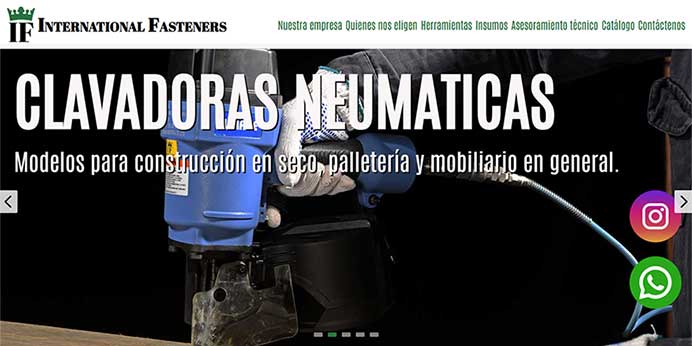 IF INTERNATIONAL FASTENERS
Nuestra empresa Quienes nos eligen Herramientas Insumos Asesoramiento técnico Catálogo Contáctenos
CLAVADORAS NEUMATICAS
Modelos para construcción en seco, palletería y mobiliario en general.